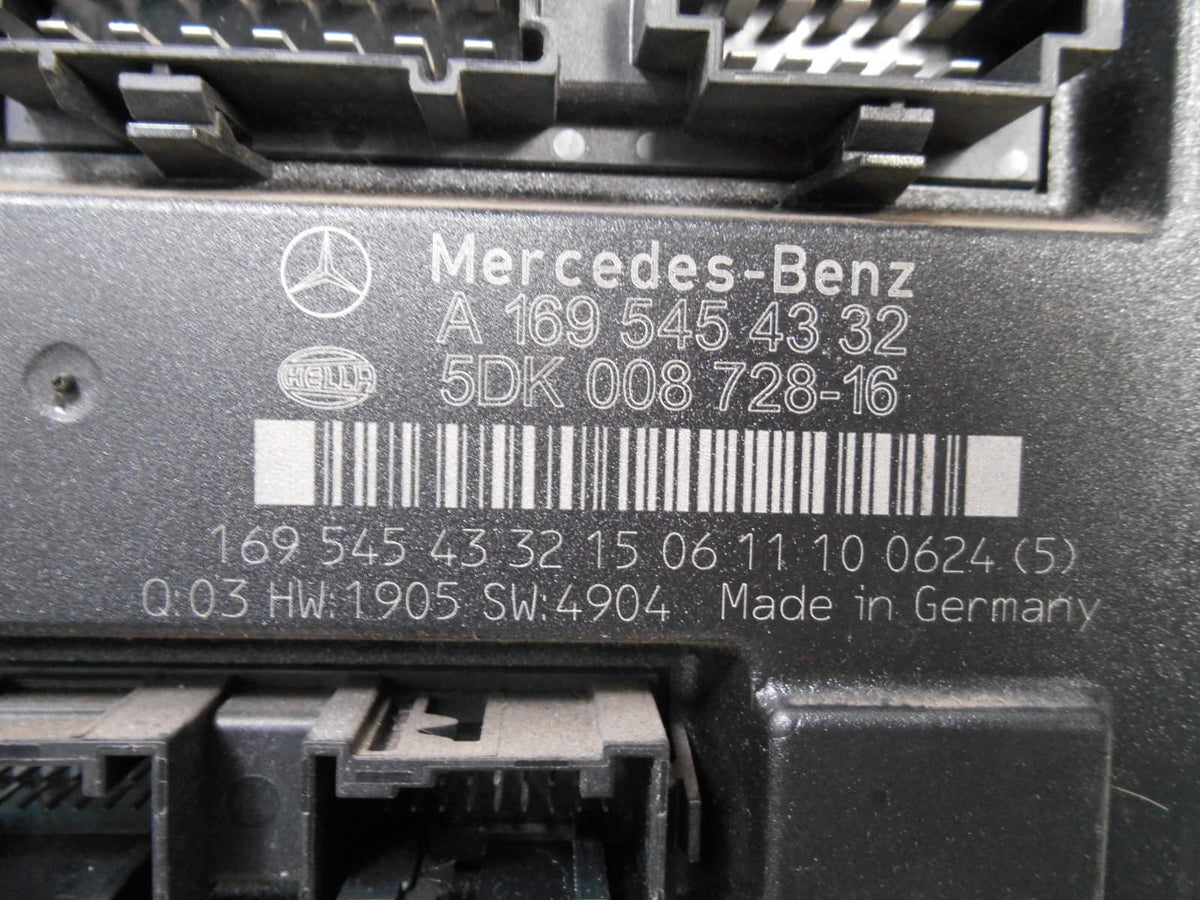 Mercedes-Benz
A 169 545 43 32
HELLA
5DK 008 728-16
169 545 43 32 15 06 11 10 0624 (5)
Q:03 HW:1905 SW:4904 Made in Germany